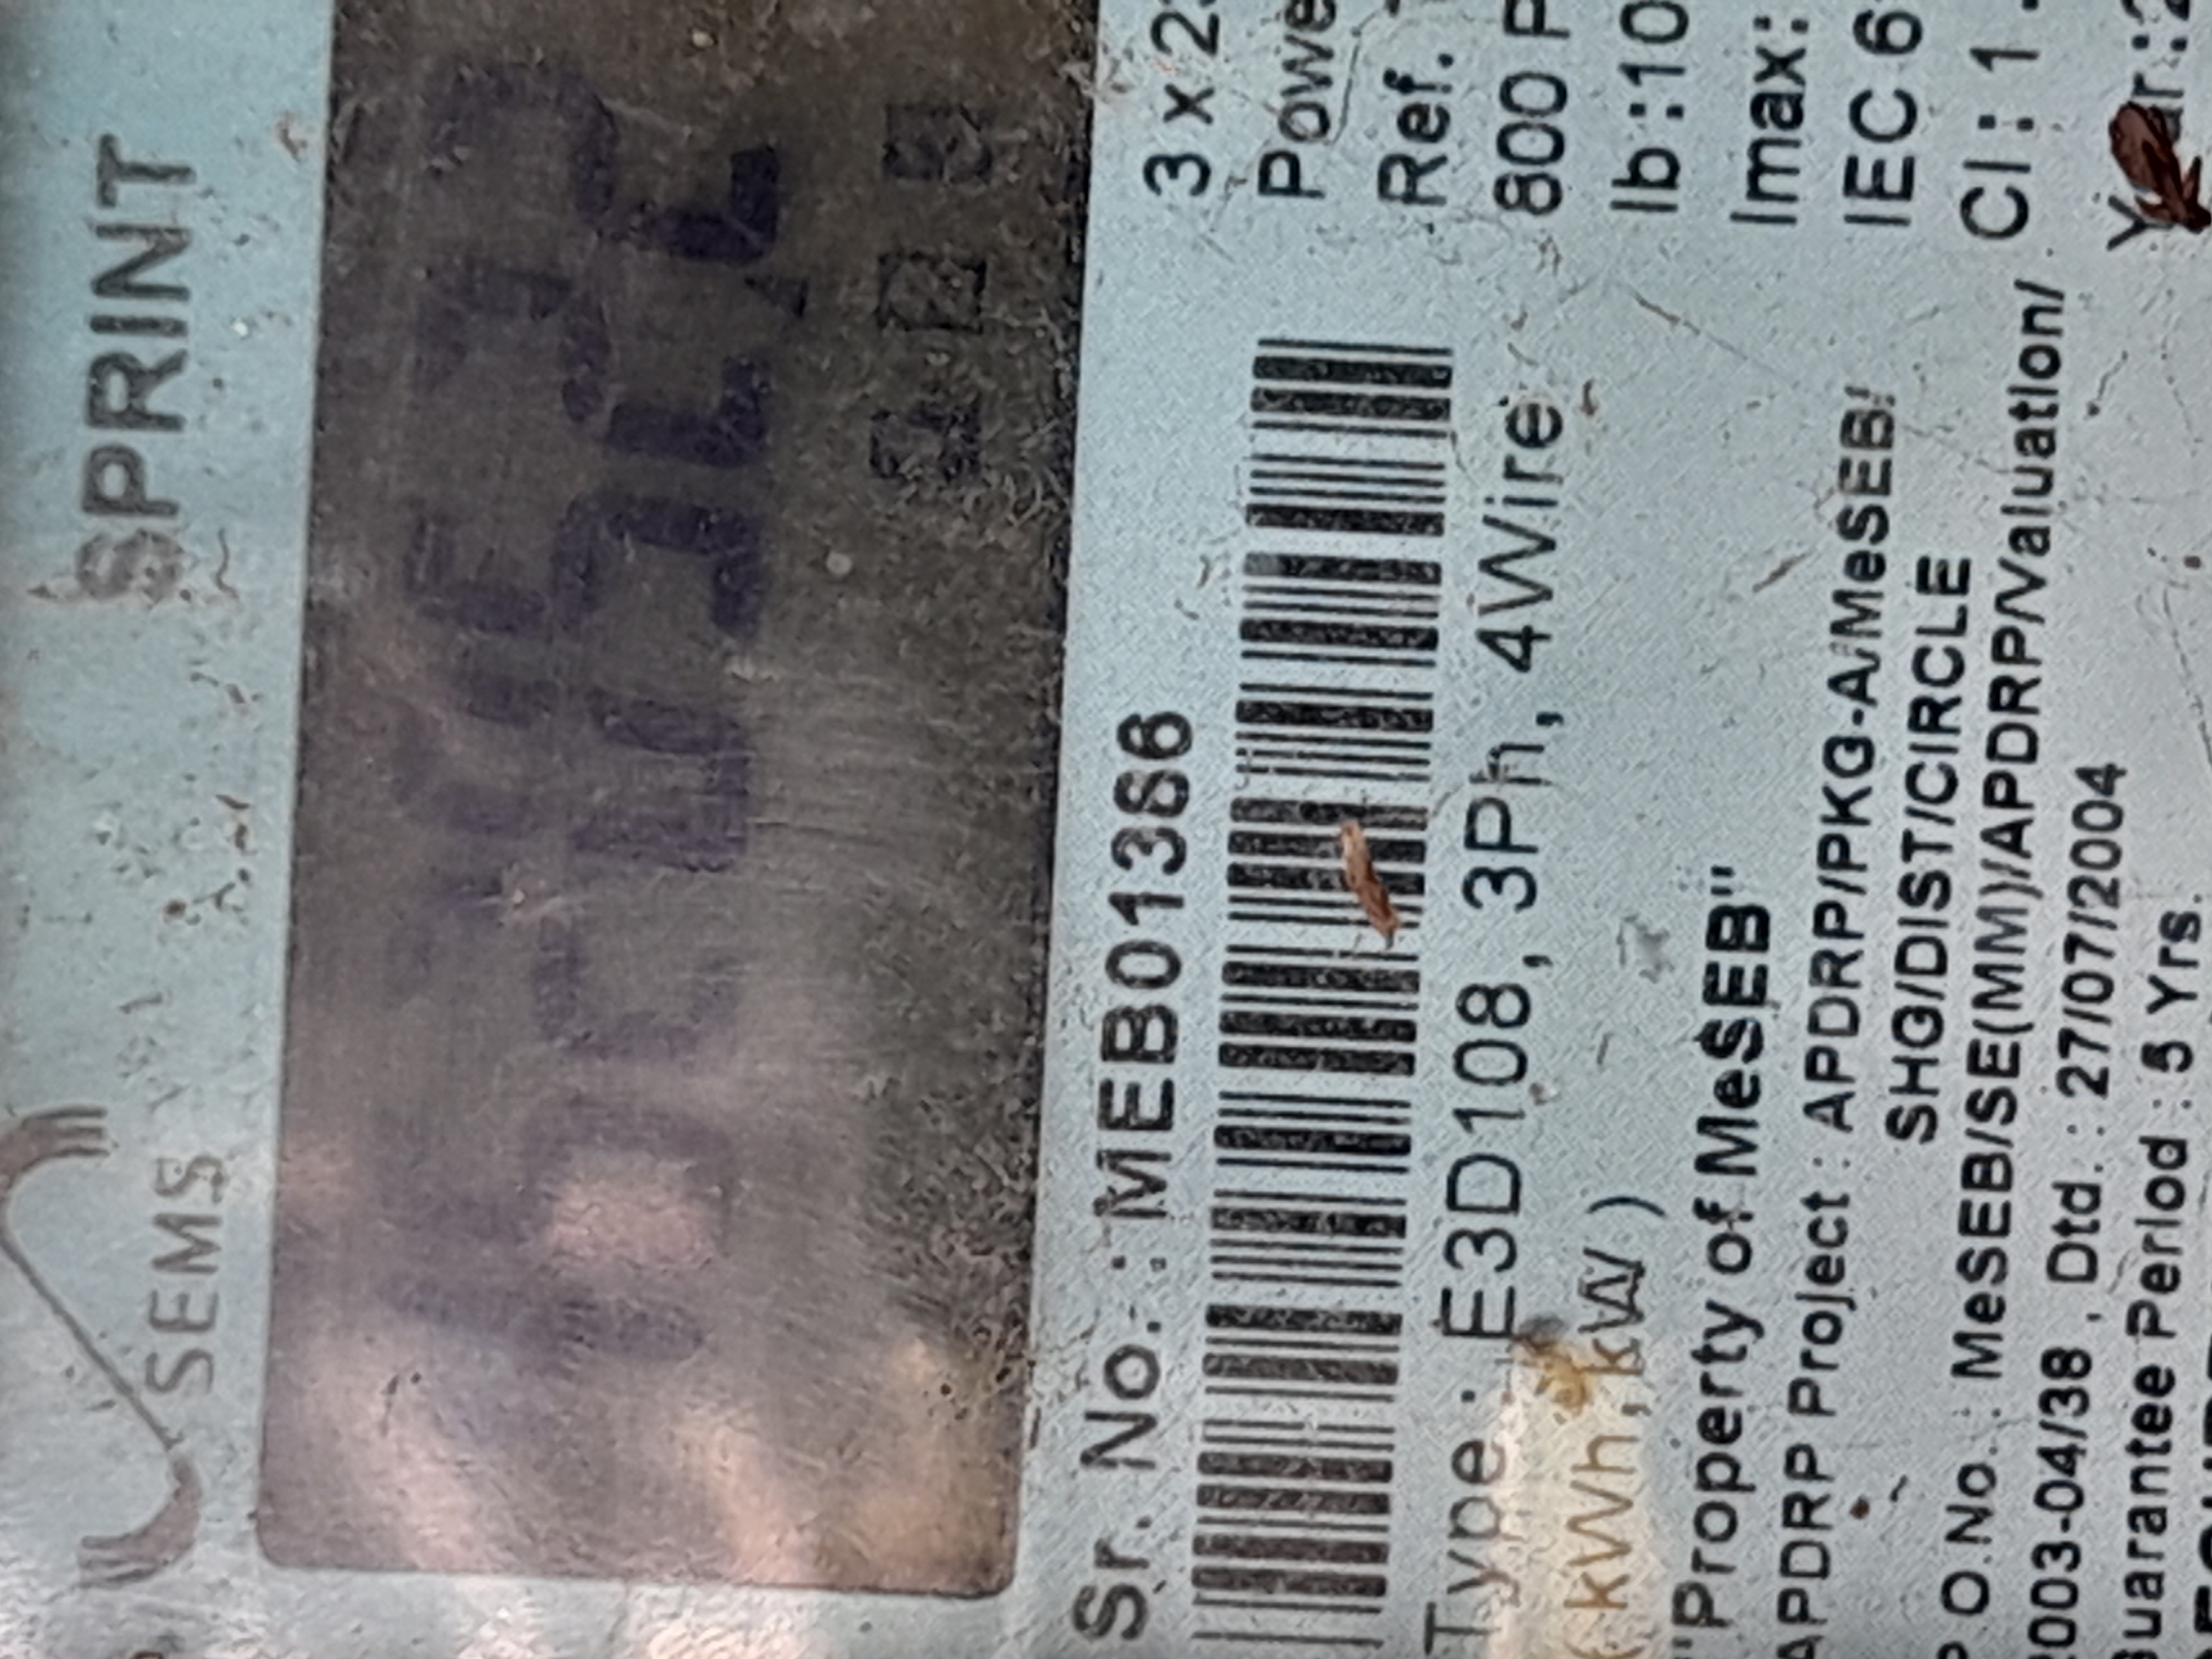 SEMS SPRINT
Sr. No. : MEB01386
Type : E3D108, 3Ph, 4Wire
( kWh, kW )
"Property of MeSEB"
APDRP Project : APDRP/PKG-A/MeSEB/
SHG/DIST/CIRCLE
P.O.No. : MeSEB/SE(MM)/APDRP/Valuation/
2003-04/38 , Dtd. : 27/07/2004
Guarantee Period : 5 Yrs.
3 x 2
Powe
Ref.
800 P
Ib :10
Imax:
IEC 6
Cl : 1